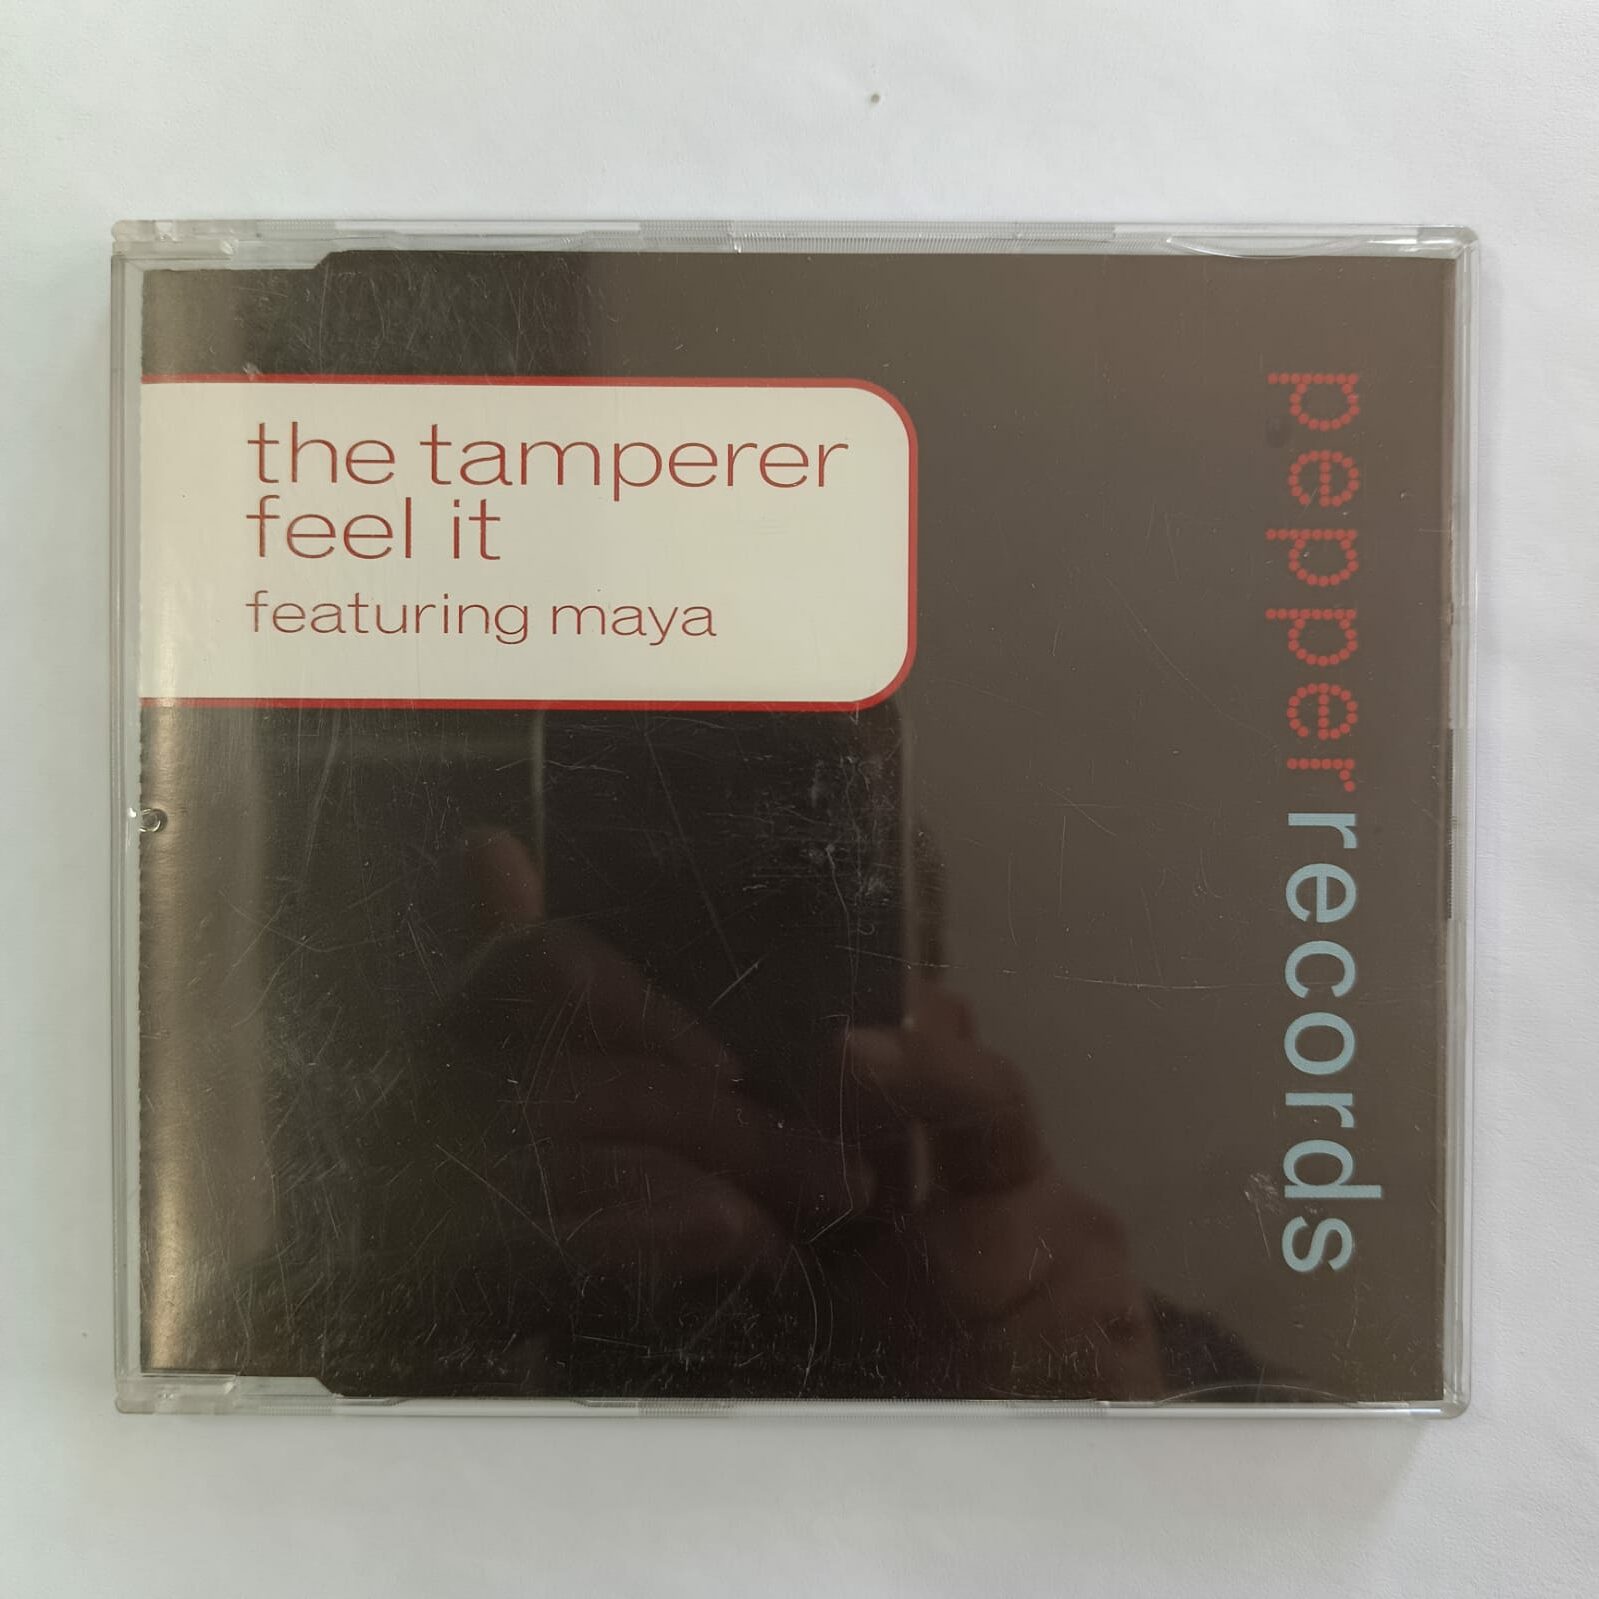 the tamperer
feel it
featuring maya
pepper records